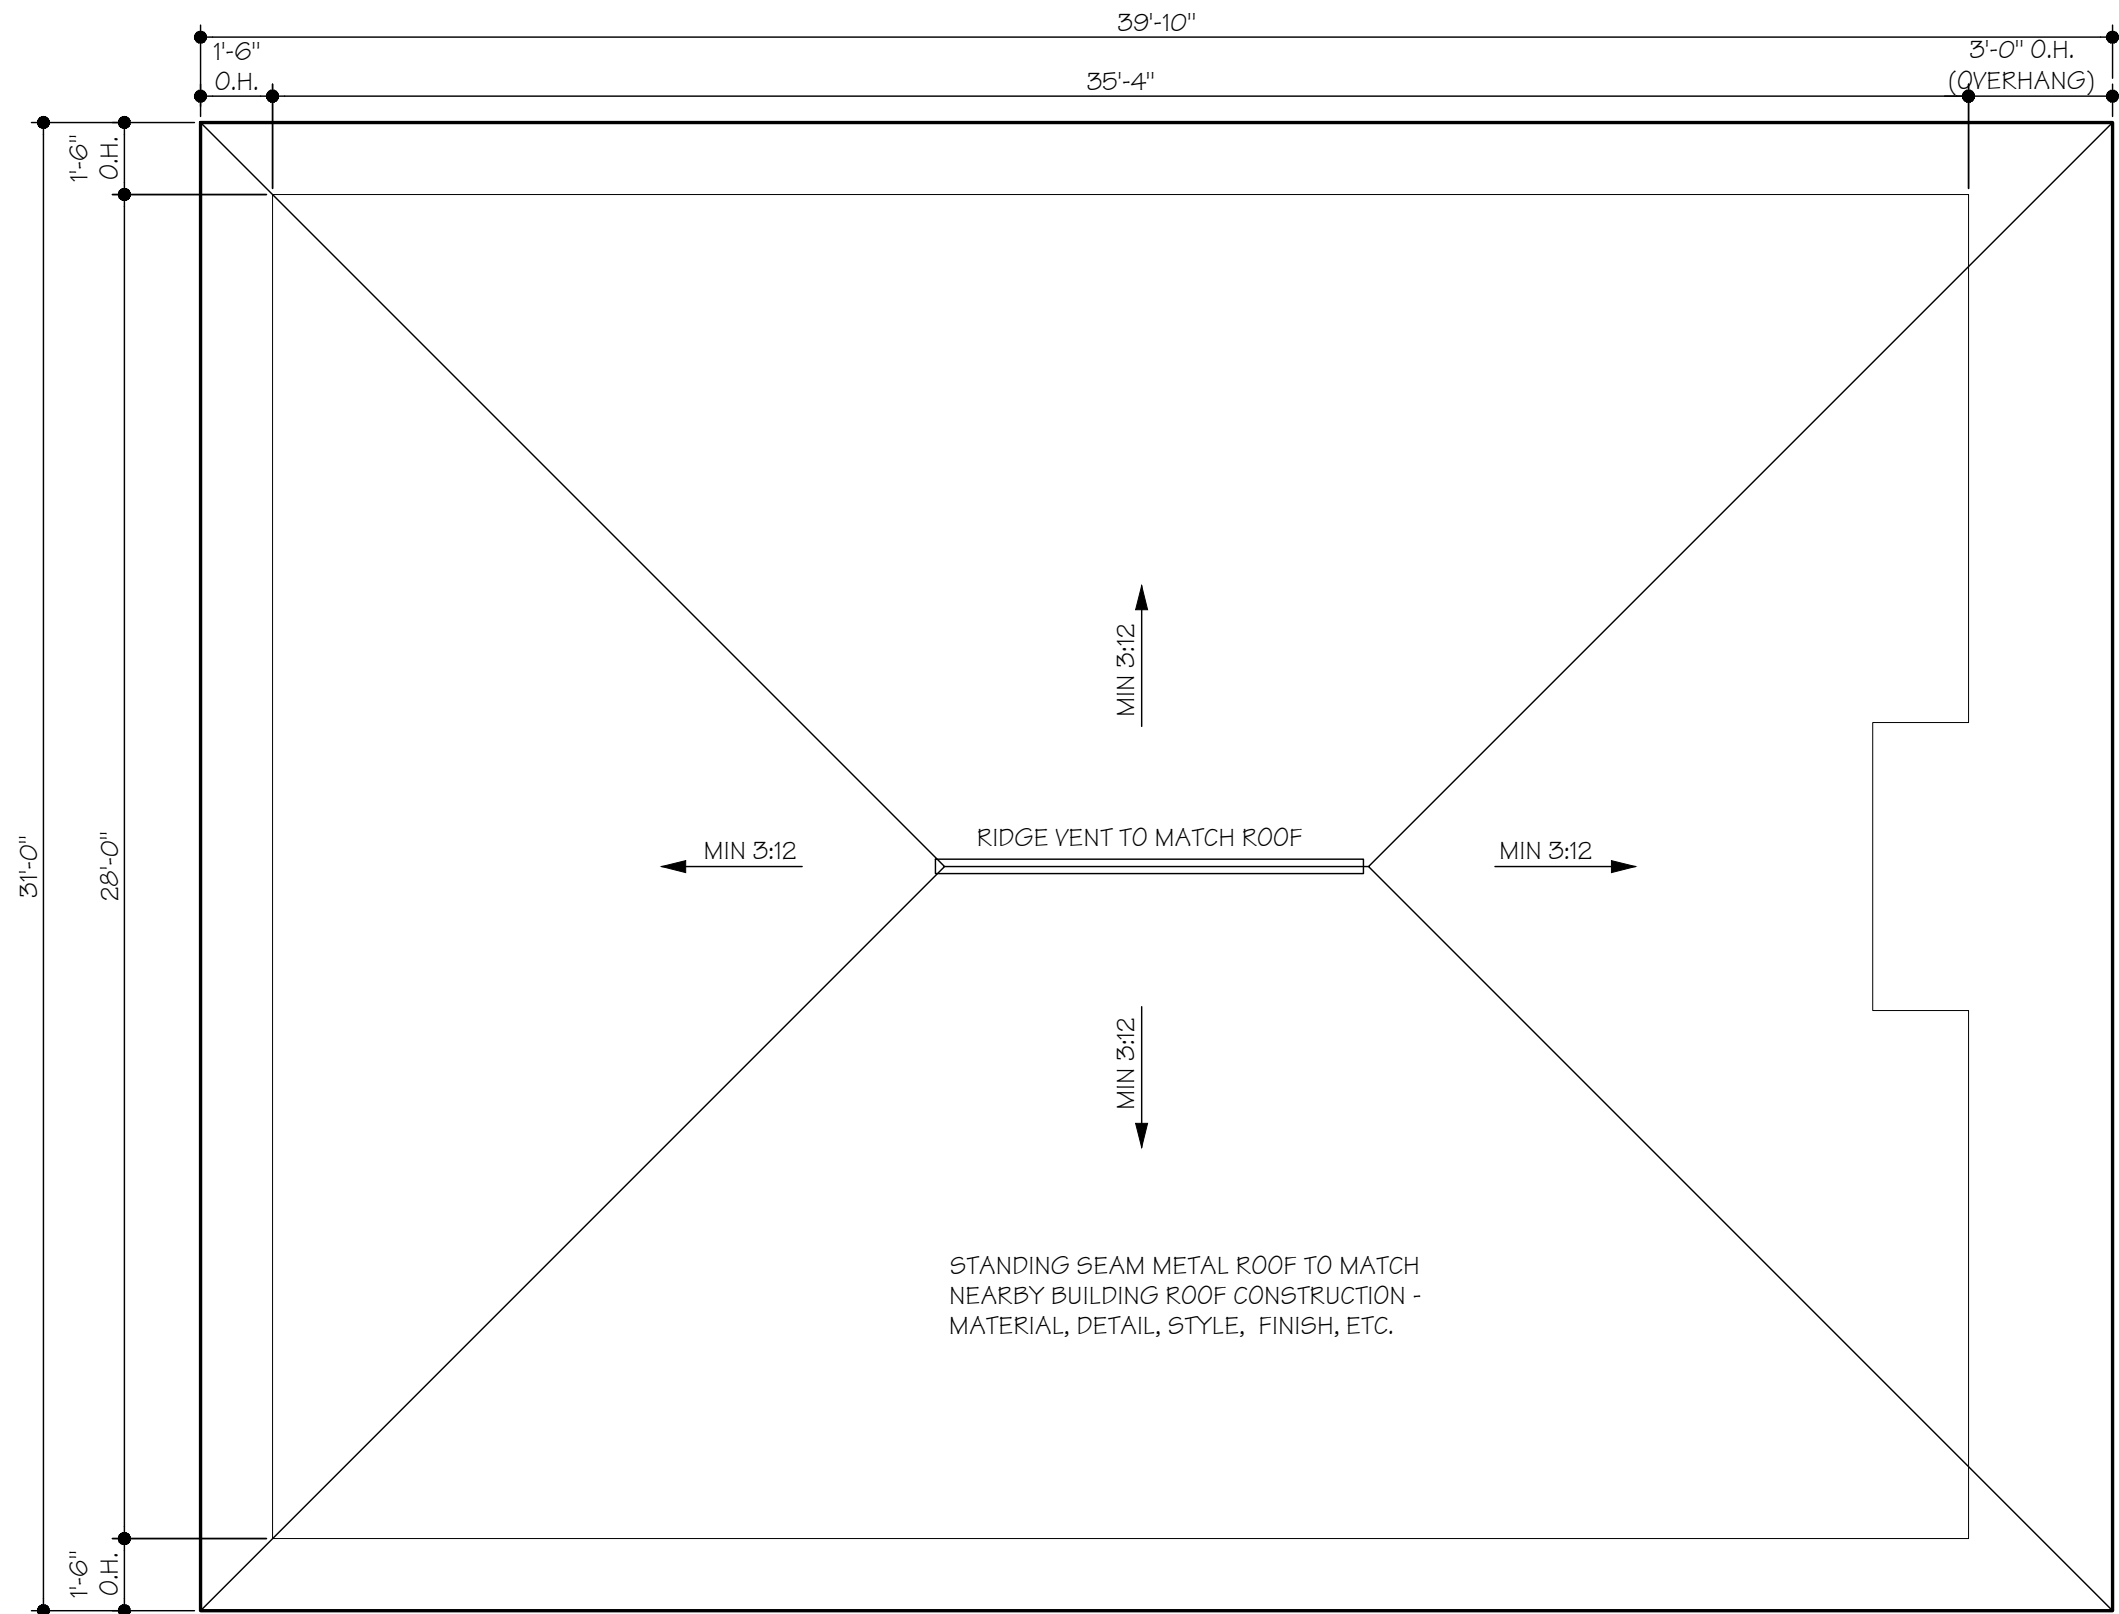 39'-10"
1'-6"
O.H.
35'-4"
3'-0" O.H.
(OVERHANG)
1'-6"
O.H.
MIN 3:12
31'-0"
28'-0"
RIDGE VENT TO MATCH ROOF
MIN 3:12
MIN 3:12
MIN 3:12
STANDING SEAM METAL ROOF TO MATCH
NEARBY BUILDING ROOF CONSTRUCTION -
MATERIAL, DETAIL, STYLE, FINISH, ETC.
1'-6"
O.H.